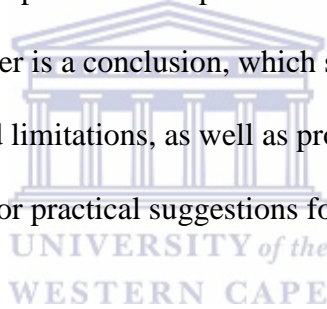 er is a conclusion, which s
l limitations, as well as pro
or practical suggestions fo
UNIVERSITY of the
WESTERN CAPE